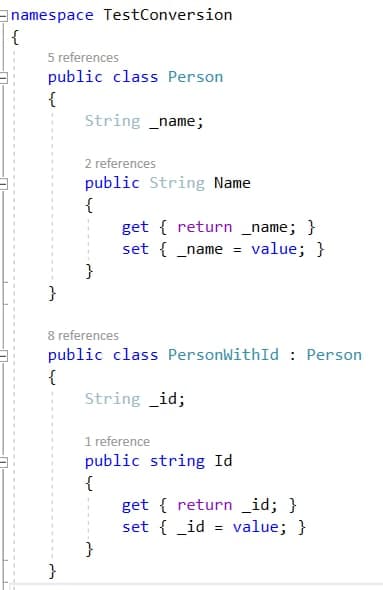 namespace TestConversion
{
5 references
public class Person
{
String _name;
2 references
public String Name
{
get { return _name; }
set { _name = value; }
}
}
8 references
public class PersonWithId : Person
{
String _id;
1 reference
public string Id
{
get { return _id; }
set { _id = value; }
}
}